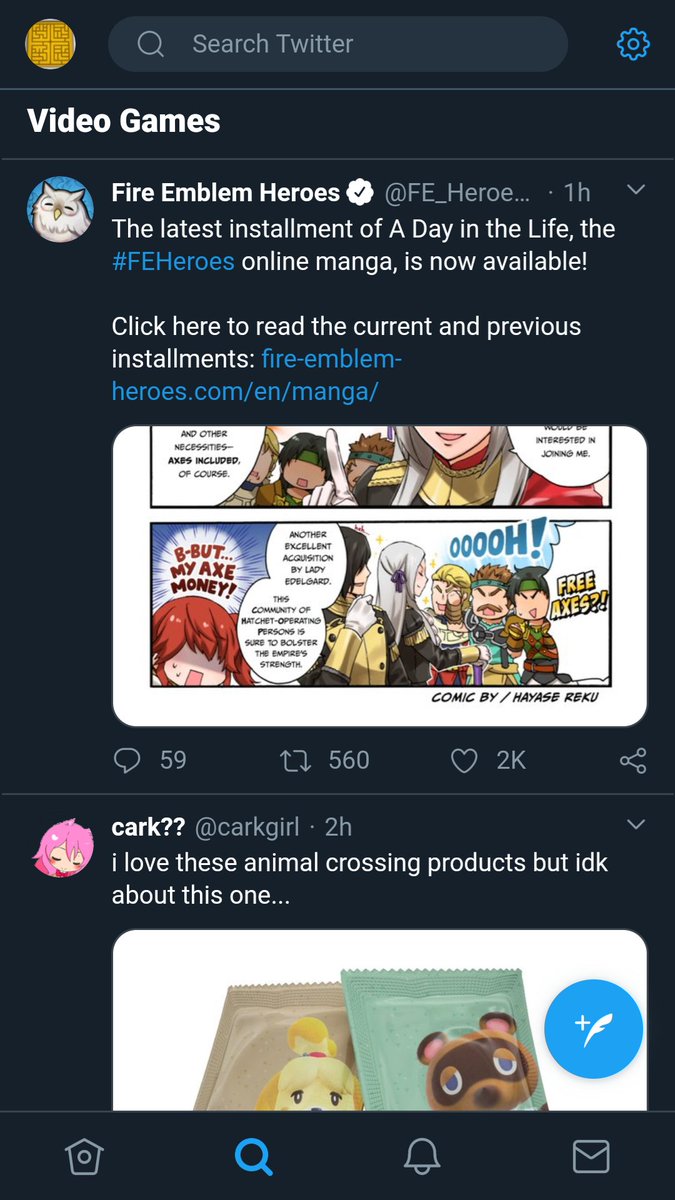 Search Twitter
Video Games
Fire Emblem Heroes @FE_Heroe... · 1h
The latest installment of A Day in the Life, the
#FEHeroes online manga, is now available!
Click here to read the current and previous
installments: fire-emblem-
heroes.com/en/manga/
AND OTHER
NECESSITIES—
AXES INCLUDED,
OF COURSE.
WOULD BE
INTERESTED IN
JOINING ME.
B-BUT...
MY AXE
MONEY!
ANOTHER
EXCELLENT
ACQUISITION
BY LADY
EDELGARD.
THIS
COMMUNITY OF
HATCHET-OPERATING
PERSONS IS
SURE TO BOLSTER
THE EMPIRE'S
STRENGTH.
heh
OOOOH!
FREE
AXES?!
COMIC BY / HAYASE REKU
59 560 2K
cark?? @carkgirl · 2h
i love these animal crossing products but idk
about this one...